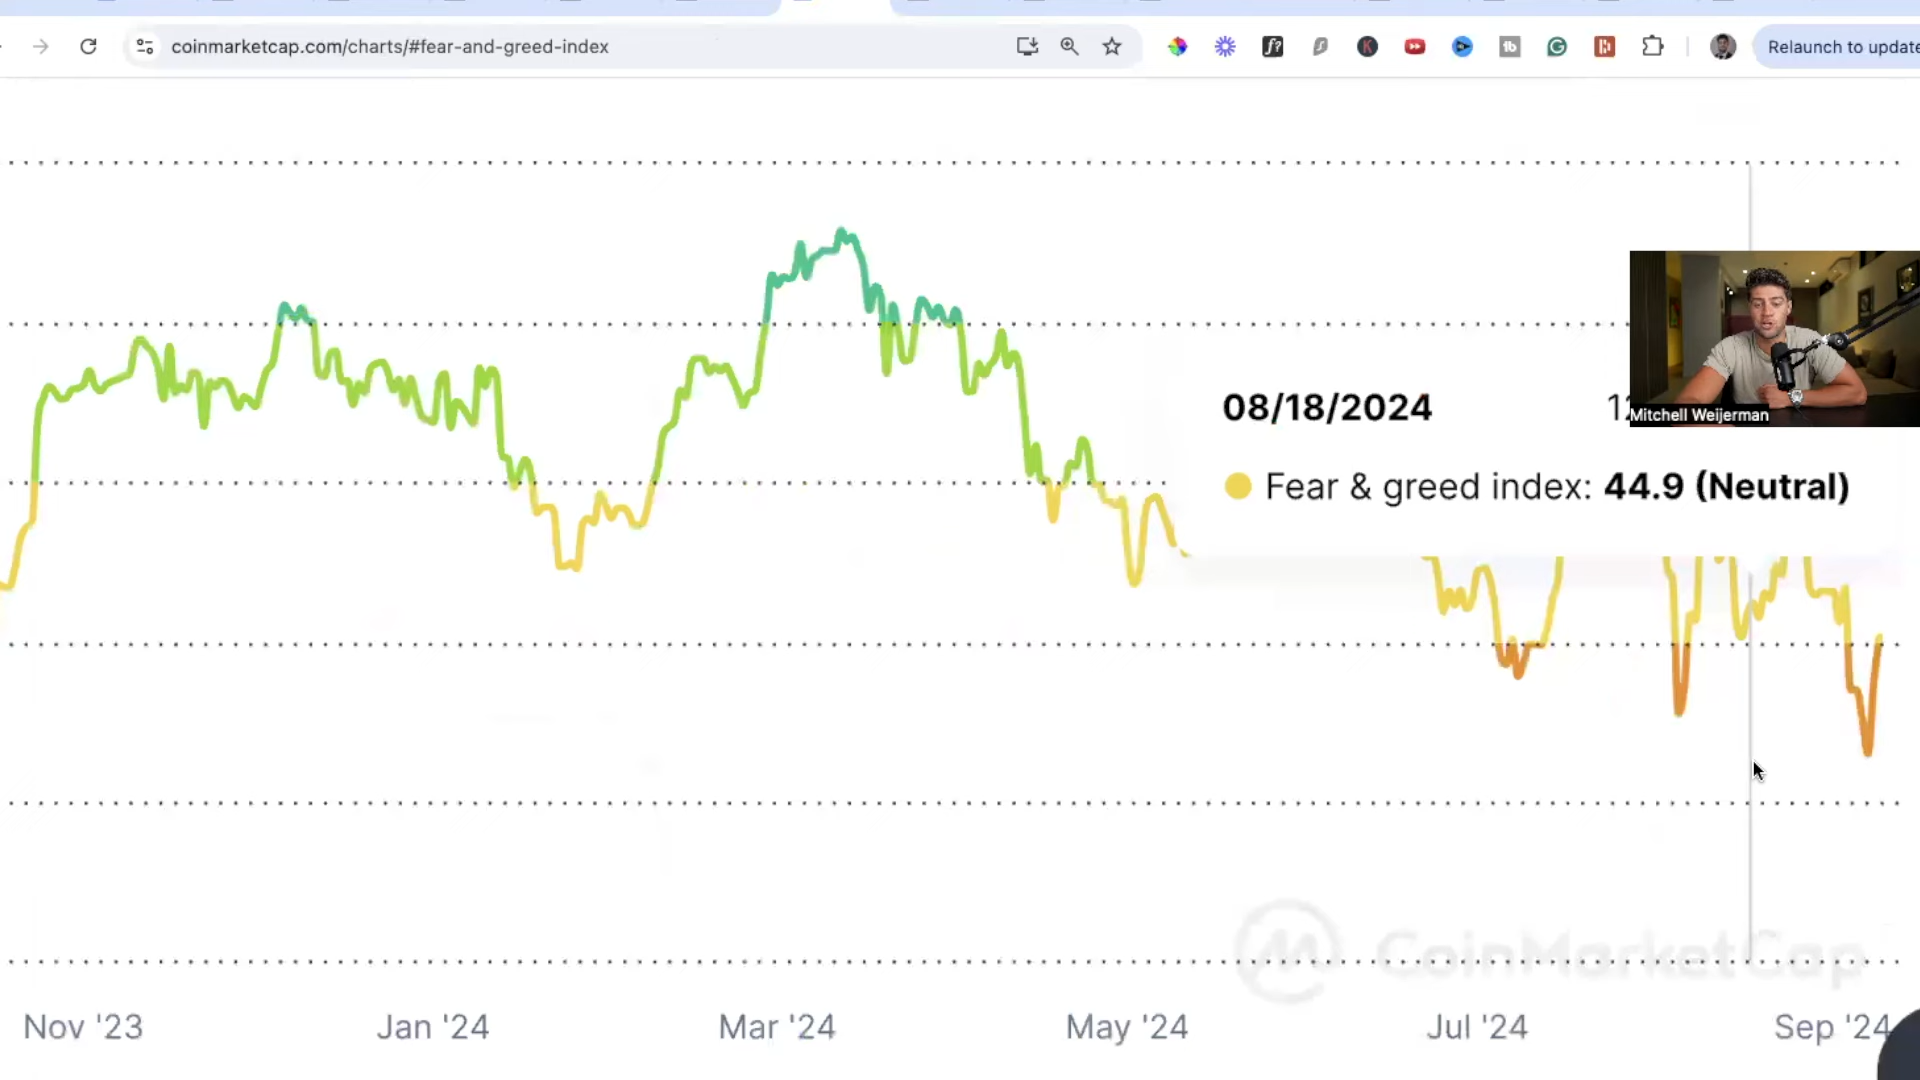 coinmarketcap.com/charts/#fear-and-greed-index
Relaunch to update
08/18/2024
Mitchell Weijerman
Fear & greed index: 44.9 (Neutral)
CoinMarketCap
Nov '23
Jan '24
Mar '24
May '24
Jul '24
Sep '24